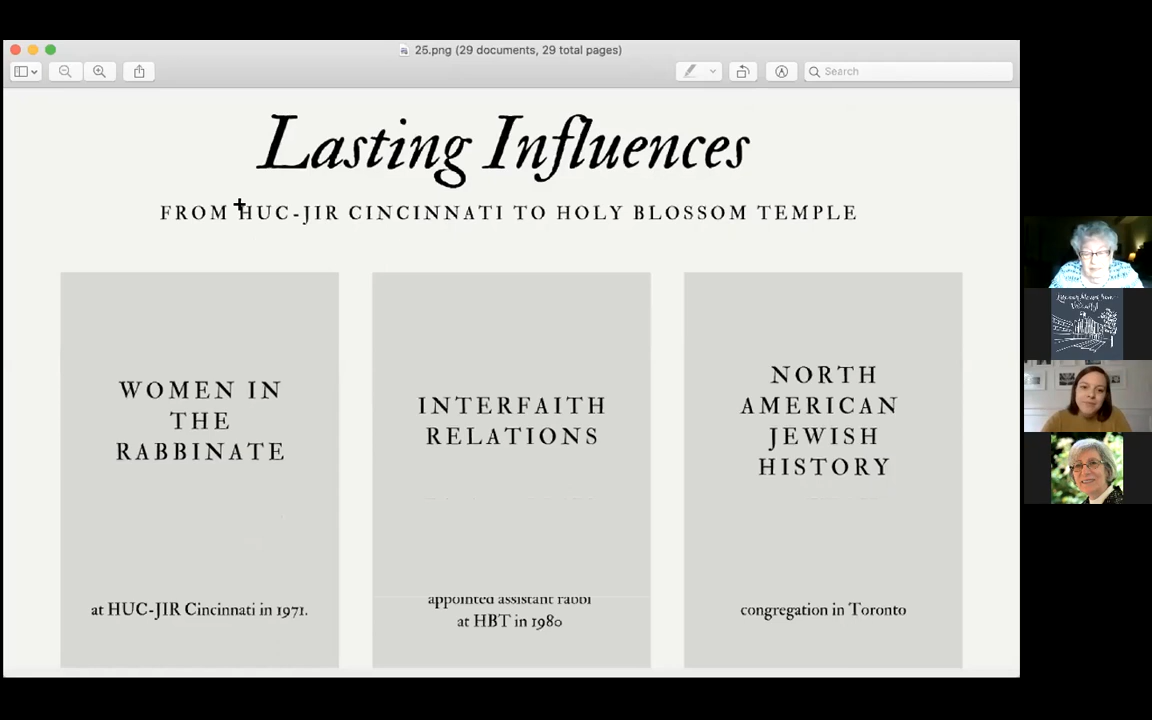 25.png (29 documents, 29 total pages)
Search
Lasting Influences
FROM HUC-JIR CINCINNATI TO HOLY BLOSSOM TEMPLE
WOMEN IN
THE
RABBINATE
at HUC-JIR Cincinnati in 1971.
INTERFAITH
RELATIONS
appointed assistant rabbi
at HBT in 1980
NORTH
AMERICAN
JEWISH
HISTORY
congregation in Toronto